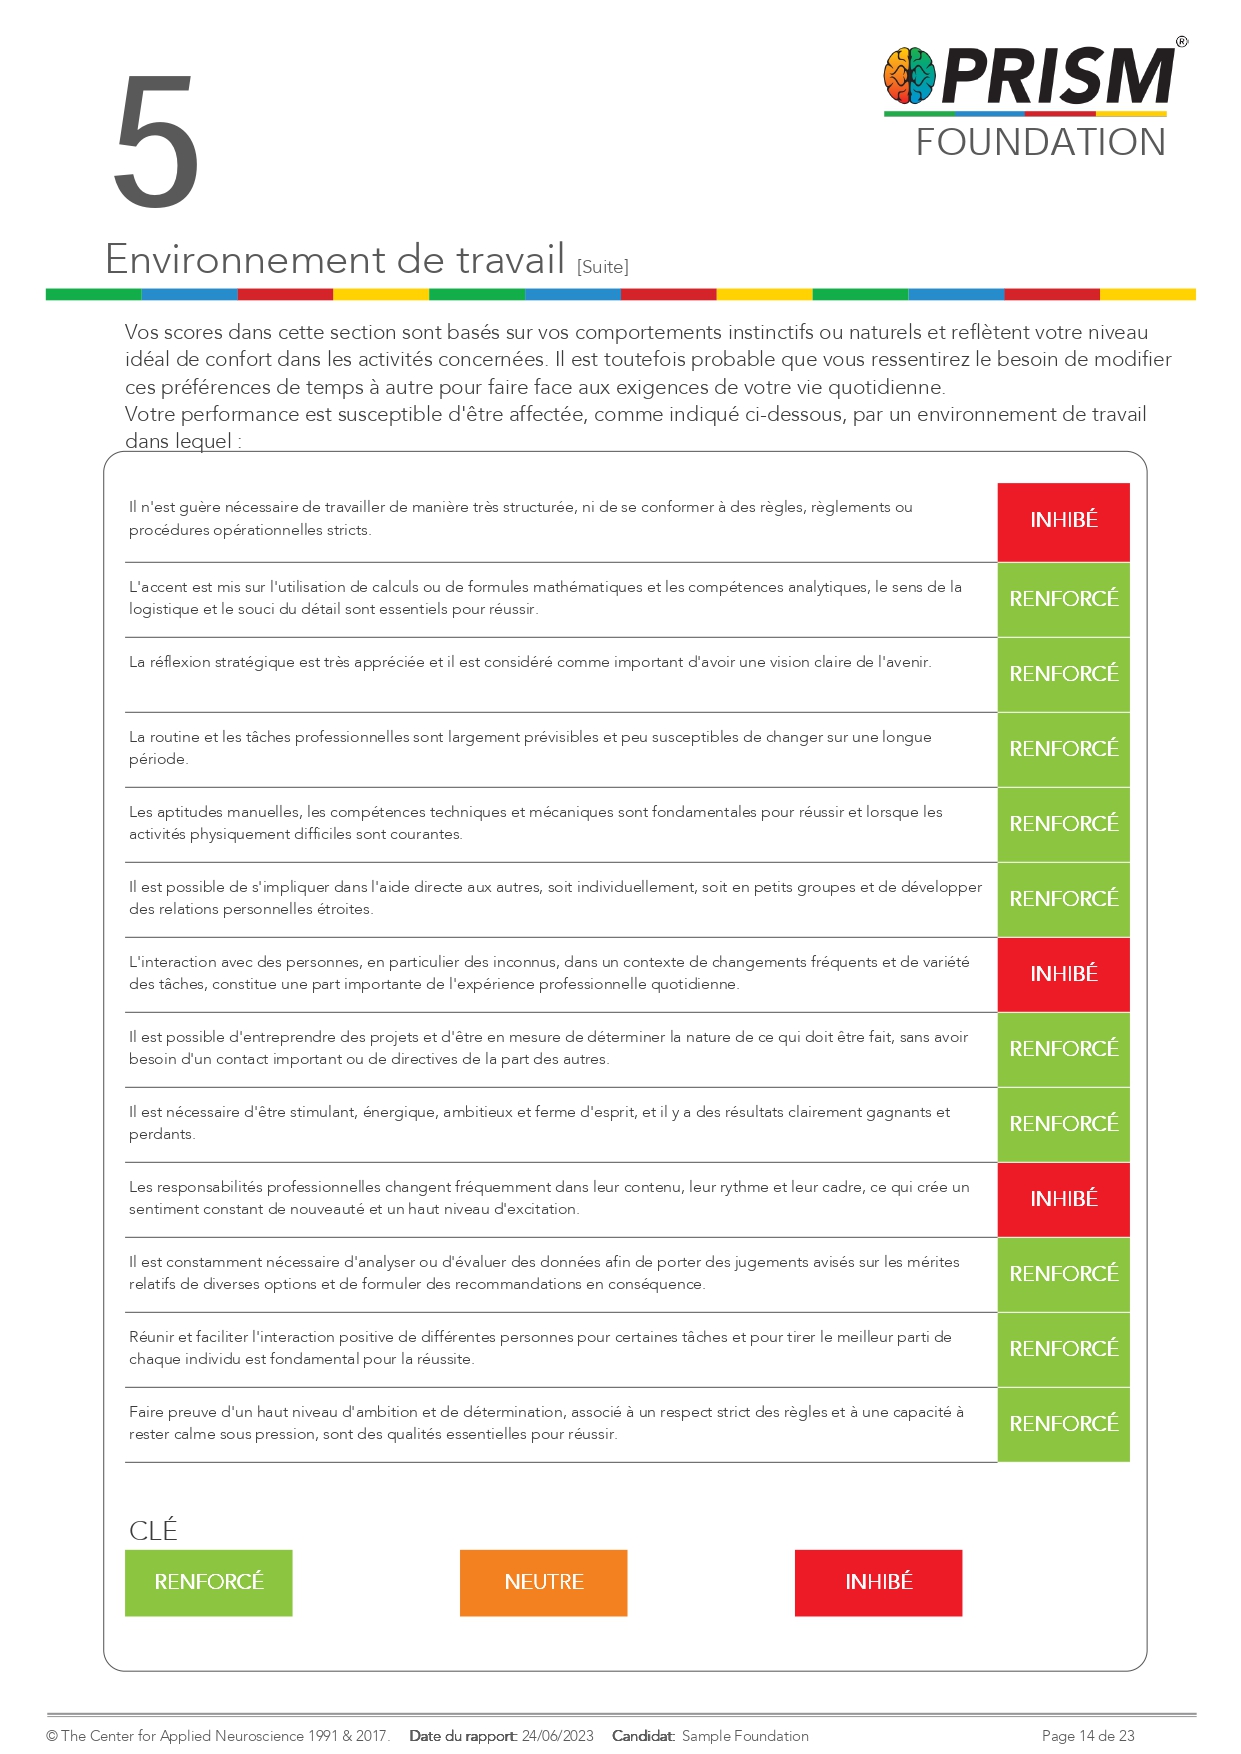 5
PRISM®
FOUNDATION
Environnement de travail [Suite]
Vos scores dans cette section sont basés sur vos comportements instinctifs ou naturels et reflètent votre niveau
idéal de confort dans les activités concernées. Il est toutefois probable que vous ressentirez le besoin de modifier
ces préférences de temps à autre pour faire face aux exigences de votre vie quotidienne.
Votre performance est susceptible d'être affectée, comme indiqué ci-dessous, par un environnement de travail
dans lequel :
Il n'est guère nécessaire de travailler de manière très structurée, ni de se conformer à des règles, règlements ou
procédures opérationnelles stricts.
INHIBÉ
L'accent est mis sur l'utilisation de calculs ou de formules mathématiques et les compétences analytiques, le sens de la
logistique et le souci du détail sont essentiels pour réussir.
RENFORCÉ
La réflexion stratégique est très appréciée et il est considéré comme important d'avoir une vision claire de l'avenir.
RENFORCÉ
La routine et les tâches professionnelles sont largement prévisibles et peu susceptibles de changer sur une longue
période.
RENFORCÉ
Les aptitudes manuelles, les compétences techniques et mécaniques sont fondamentales pour réussir et lorsque les
activités physiquement difficiles sont courantes.
RENFORCÉ
Il est possible de s'impliquer dans l'aide directe aux autres, soit individuellement, soit en petits groupes et de développer
des relations personnelles étroites.
RENFORCÉ
L'interaction avec des personnes, en particulier des inconnus, dans un contexte de changements fréquents et de variété
des tâches, constitue une part importante de l'expérience professionnelle quotidienne.
INHIBÉ
Il est possible d'entreprendre des projets et d'être en mesure de déterminer la nature de ce qui doit être fait, sans avoir
besoin d'un contact important ou de directives de la part des autres.
RENFORCÉ
Il est nécessaire d'être stimulant, énergique, ambitieux et ferme d'esprit, et il y a des résultats clairement gagnants et
perdants.
RENFORCÉ
Les responsabilités professionnelles changent fréquemment dans leur contenu, leur rythme et leur cadre, ce qui crée un
sentiment constant de nouveauté et un haut niveau d'excitation.
INHIBÉ
Il est constamment nécessaire d'analyser ou d'évaluer des données afin de porter des jugements avisés sur les mérites
relatifs de diverses options et de formuler des recommandations en conséquence.
RENFORCÉ
Réunir et faciliter l'interaction positive de différentes personnes pour certaines tâches et pour tirer le meilleur parti de
chaque individu est fondamental pour la réussite.
RENFORCÉ
Faire preuve d'un haut niveau d'ambition et de détermination, associé à un respect strict des règles et à une capacité à
rester calme sous pression, sont des qualités essentielles pour réussir.
RENFORCÉ
CLÉ
RENFORCÉ NEUTRE INHIBÉ
© The Center for Applied Neuroscience 1991 & 2017. Date du rapport: 24/06/2023 Candidat: Sample Foundation Page 14 de 23